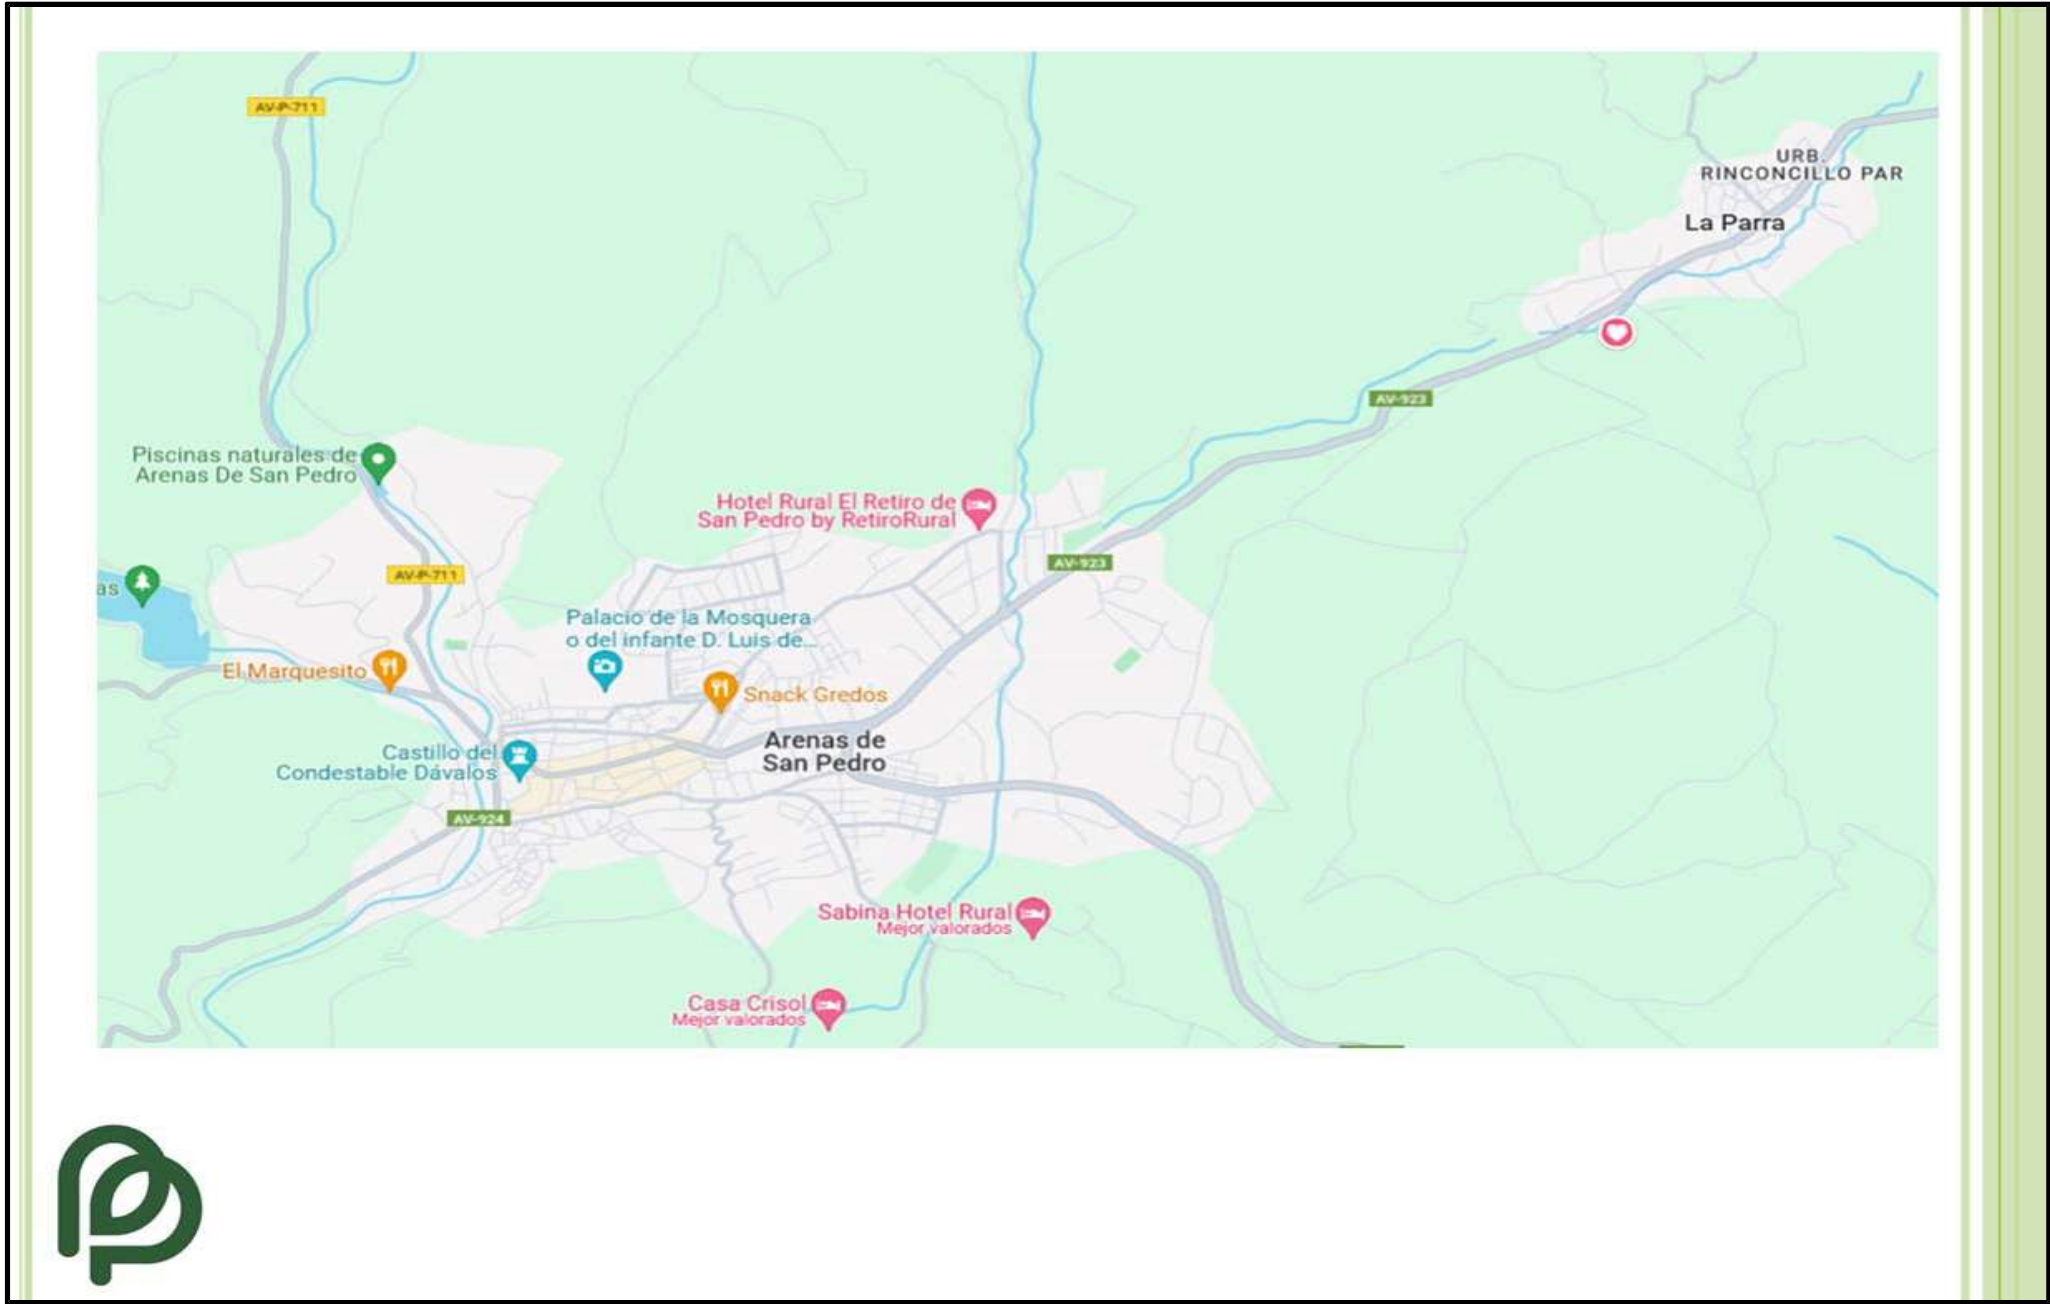 AV-P-711
URB.
RINCONCILLO PAR
La Parra
AV-923
Piscinas naturales de
Arenas De San Pedro
Hotel Rural El Retiro de
San Pedro by RetiroRural
AV-923
AV-P-711
as
Palacio de la Mosquera
o del infante D. Luis de...
El Marquesito
Snack Gredos
Arenas de
San Pedro
Castillo del
Condestable Dávalos
AV-924
Sabina Hotel Rural
Mejor valorados
Casa Crisol
Mejor valorados